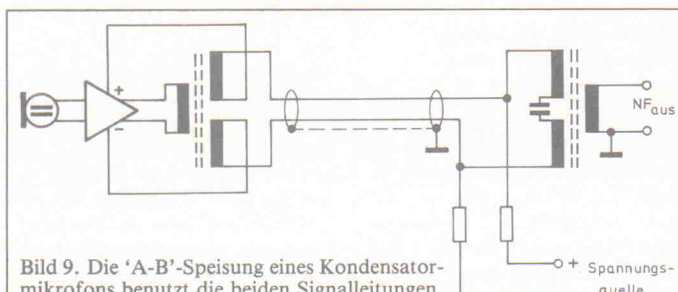 +
−
NFaus
+ Spannungs-
quelle
Bild 9. Die 'A-B'-Speisung eines Kondensator-
mikrofons benutzt die beiden Signalleitungen